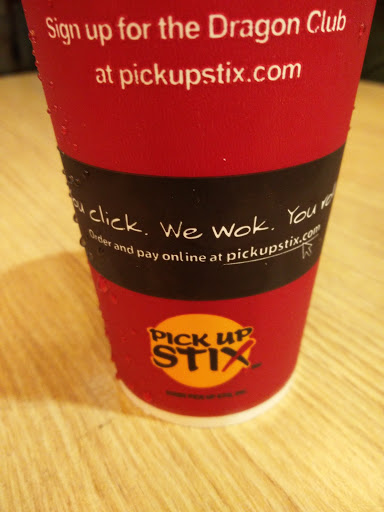 Sign up for the Dragon Club
at pickupstix.com
click. We Wok. You
Order and pay online at pickupstix.com
PICK UP
STIX